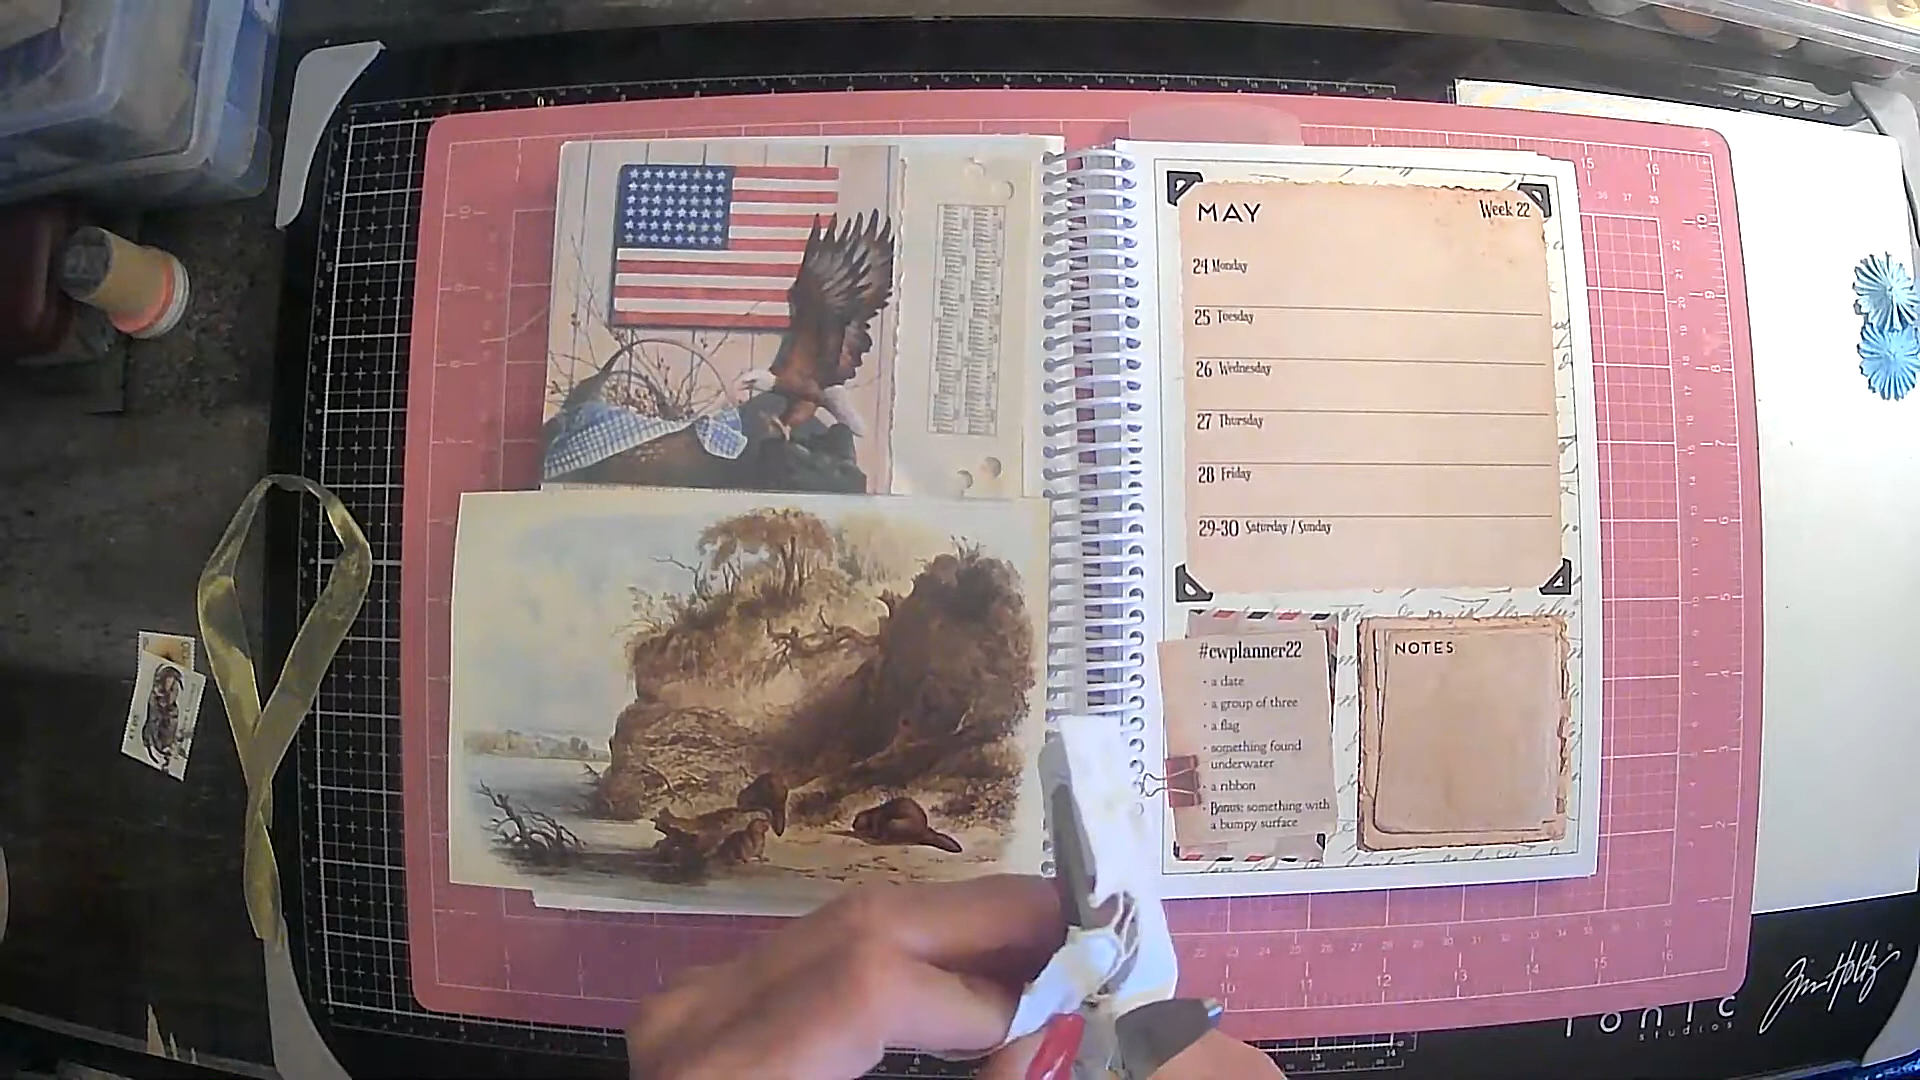 MAY
Week 22
24 Monday
25 Tuesday
26 Wednesday
27 Thursday
28 Friday
29-30 Saturday / Sunday
#cwplanner22
• a date
• a group of three
• a flag
• something found
underwater
• a ribbon
• Bonus: something with
a bumpy surface
NOTES
Tim Holtz
TONIC
studios